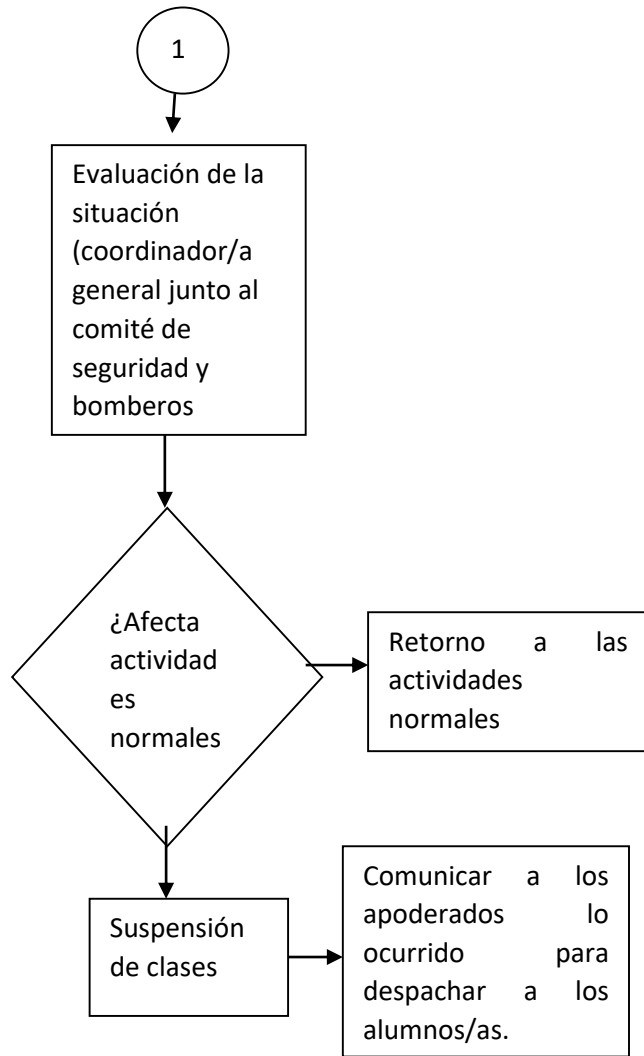 1
Evaluación de la
situación
(coordinador/a
general junto al
comité de
seguridad y
bomberos
¿Afecta
actividad
es
normales
Retorno a las
actividades
normales
Suspensión
de clases
Comunicar a los
apoderados lo
ocurrido para
despachar a los
alumnos/as.